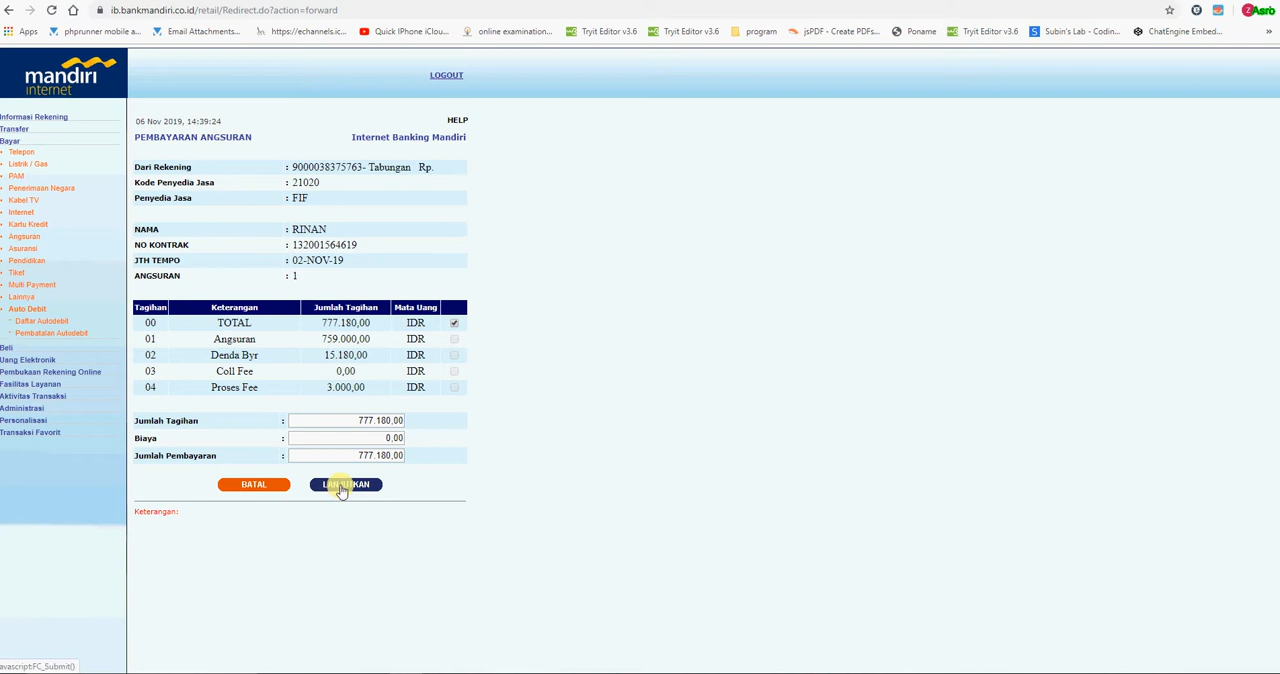 ib.bankmandiri.co.id/retail/Redirect.do?action=forward
Asro
Apps
phprunner mobile a...
Email Attachments...
https://echannels.ic...
Quick IPhone iClou...
online examination...
Tryit Editor v3.6
Tryit Editor v3.6
program
jsPDF - Create PDFs...
Poname
Tryit Editor v3.6
Subin's Lab - Codin...
ChatEngine Embed...
»
mandiri
internet
LOGOUT
Informasi Rekening
Transfer
Bayar
Telepon
Listrik / Gas
PAM
Penerimaan Negara
Kabel TV
Internet
Kartu Kredit
Angsuran
Asuransi
Pendidikan
Tiket
Multi Payment
Lainnya
Auto Debit
Daftar Autodebit
Pembatalan Autodebit
Beli
Uang Elektronik
Pembukaan Rekening Online
Fasilitas Layanan
Aktivitas Transaksi
Administrasi
Personalisasi
Transaksi Favorit
06 Nov 2019, 14:39:24 HELP
PEMBAYARAN ANGSURAN Internet Banking Mandiri
Dari Rekening : 9000038375763- Tabungan Rp.
Kode Penyedia Jasa : 21020
Penyedia Jasa : FIF
NAMA : RINAN
NO KONTRAK : 132001564619
JTH TEMPO : 02-NOV-19
ANGSURAN : 1
Tagihan Keterangan Jumlah Tagihan Mata Uang
00 TOTAL 777.180,00 IDR
01 Angsuran 759.000,00 IDR
02 Denda Byr 15.180,00 IDR
03 Coll Fee 0,00 IDR
04 Proses Fee 3.000,00 IDR
Jumlah Tagihan : 777.180,00
Biaya : 0,00
Jumlah Pembayaran : 777.180,00
BATAL LANJUTKAN
Keterangan:
avascript:FC_Submit()